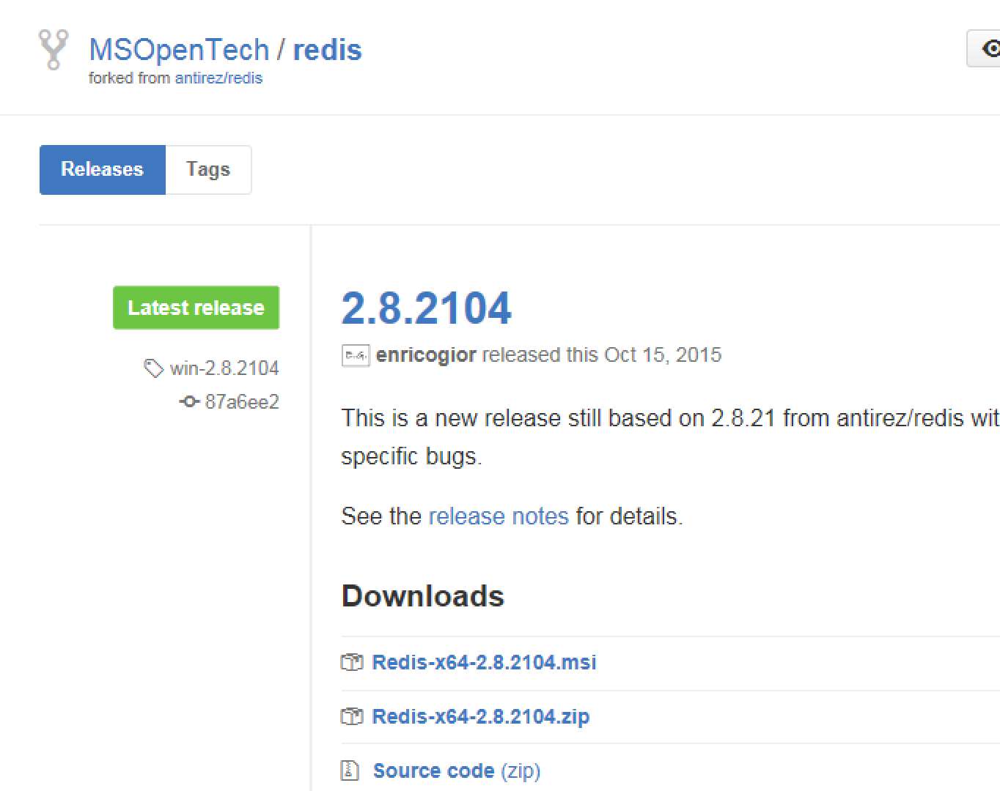 MSOpenTech / redis
forked from antirez/redis
Releases
Tags
Latest release
win-2.8.2104
87a6ee2
2.8.2104
enricogior released this Oct 15, 2015
This is a new release still based on 2.8.21 from antirez/redis wit
specific bugs.
See the release notes for details.
Downloads
Redis-x64-2.8.2104.msi
Redis-x64-2.8.2104.zip
Source code (zip)